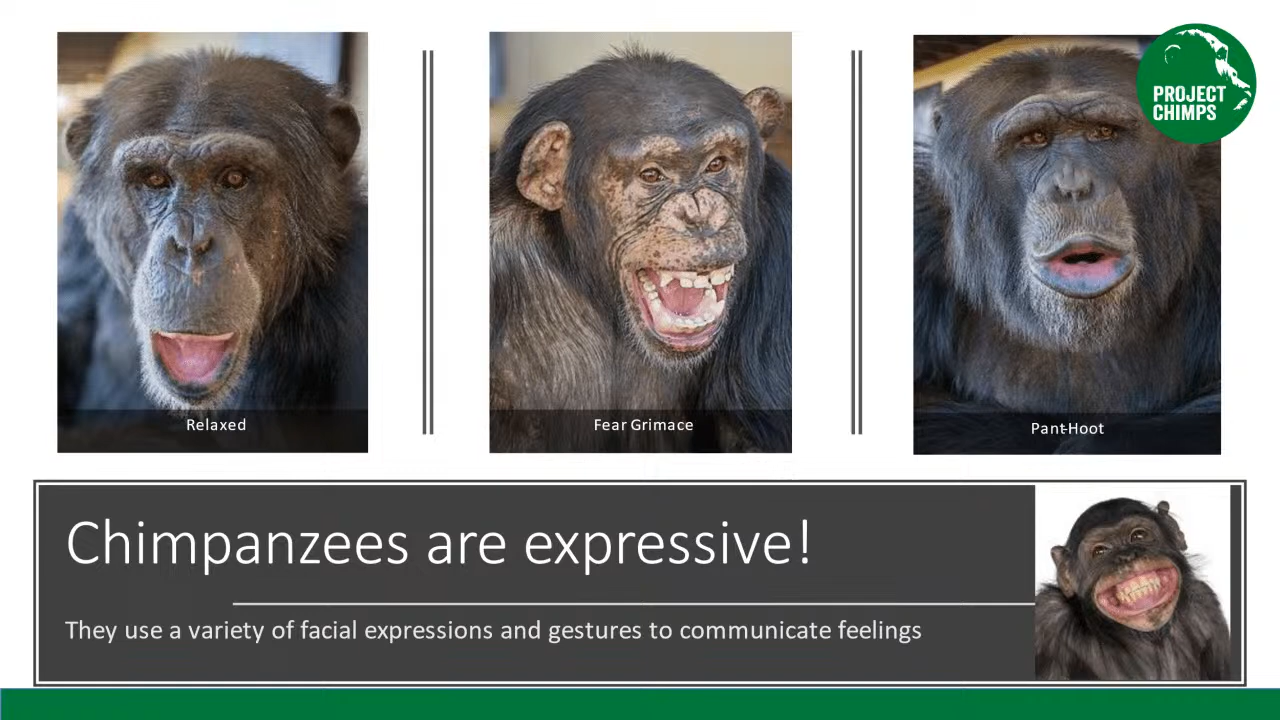 PROJECT
CHIMPS
Relaxed
Fear Grimace
Pant-Hoot
Chimpanzees are expressive!
They use a variety of facial expressions and gestures to communicate feelings